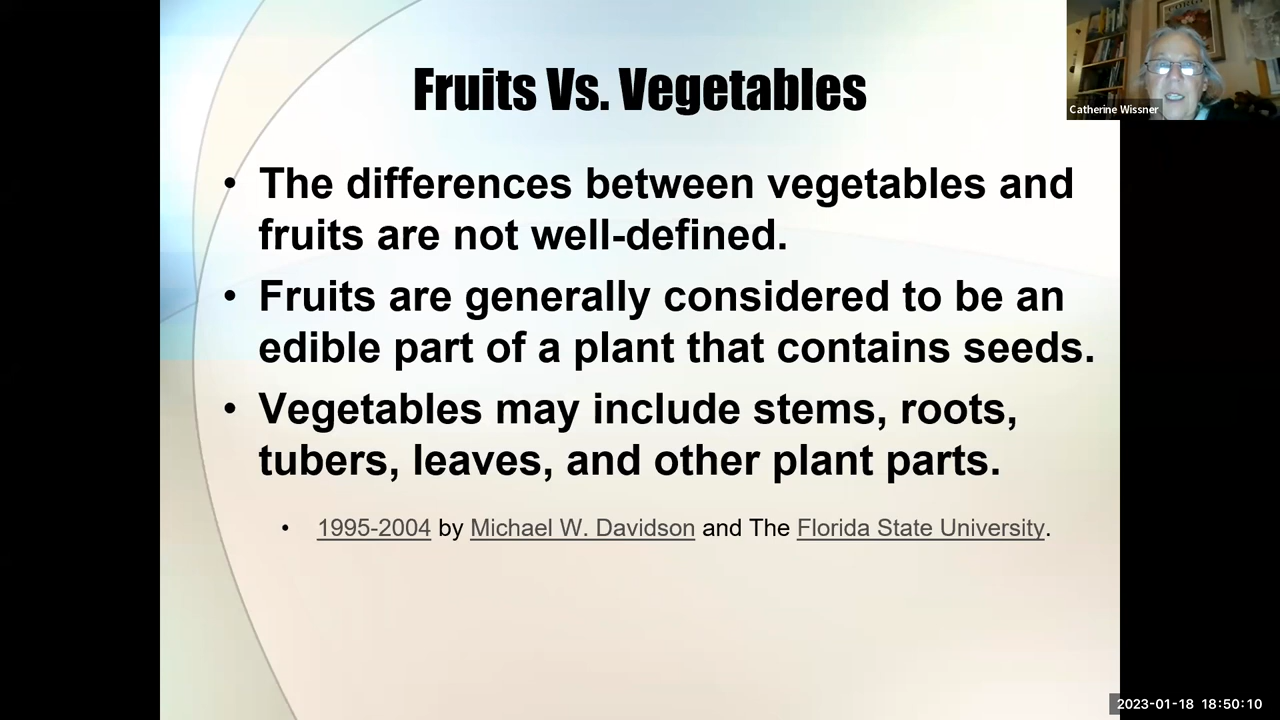 Fruits Vs. Vegetables
Catherine Wissner
• The differences between vegetables and
fruits are not well-defined.
• Fruits are generally considered to be an
edible part of a plant that contains seeds.
• Vegetables may include stems, roots,
tubers, leaves, and other plant parts.
• 1995-2004 by Michael W. Davidson and The Florida State University.
2023-01-18 18:50:10